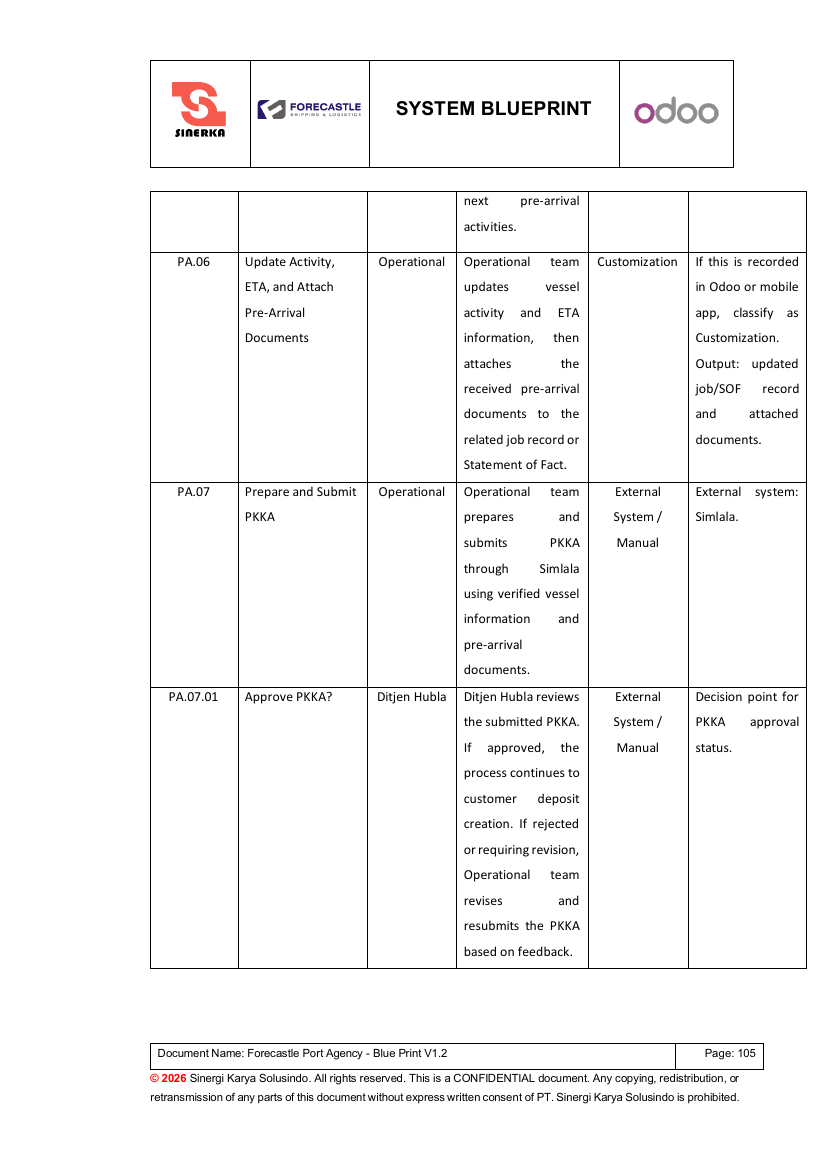 SINERKA
FORECASTLE
SHIPPING & LOGISTICS
SYSTEM BLUEPRINT
odoo
next pre-arrival
activities.
PA.06
Update Activity,
ETA, and Attach
Pre-Arrival
Documents
Operational
Operational team
updates vessel
activity and ETA
information, then
attaches the
received pre-arrival
documents to the
related job record or
Statement of Fact.
Customization
If this is recorded
in Odoo or mobile
app, classify as
Customization.
Output: updated
job/SOF record
and attached
documents.
PA.07
Prepare and Submit
PKKA
Operational
Operational team
prepares and
submits PKKA
through Simlala
using verified vessel
information and
pre-arrival
documents.
External
System /
Manual
External system:
Simlala.
PA.07.01
Approve PKKA?
Ditjen Hubla
Ditjen Hubla reviews
the submitted PKKA.
If approved, the
process continues to
customer deposit
creation. If rejected
or requiring revision,
Operational team
revises and
resubmits the PKKA
based on feedback.
External
System /
Manual
Decision point for
PKKA approval
status.
Document Name: Forecastle Port Agency - Blue Print V1.2
Page: 105
© 2026 Sinergi Karya Solusindo. All rights reserved. This is a CONFIDENTIAL document. Any copying, redistribution, or
retransmission of any parts of this document without express written consent of PT. Sinergi Karya Solusindo is prohibited.